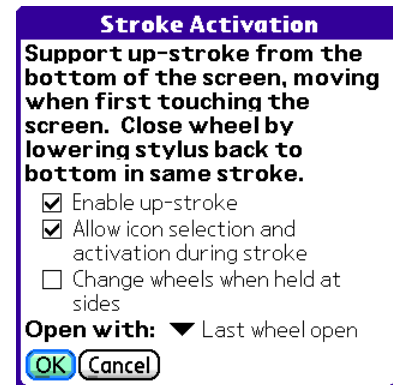 Stroke Activation
Support up-stroke from the
bottom of the screen, moving
when first touching the
screen. Close wheel by
lowering stylus back to
bottom in same stroke.
Enable up-stroke
Allow icon selection and
activation during stroke
Change wheels when held at
sides
Open with: Last wheel open
OK Cancel